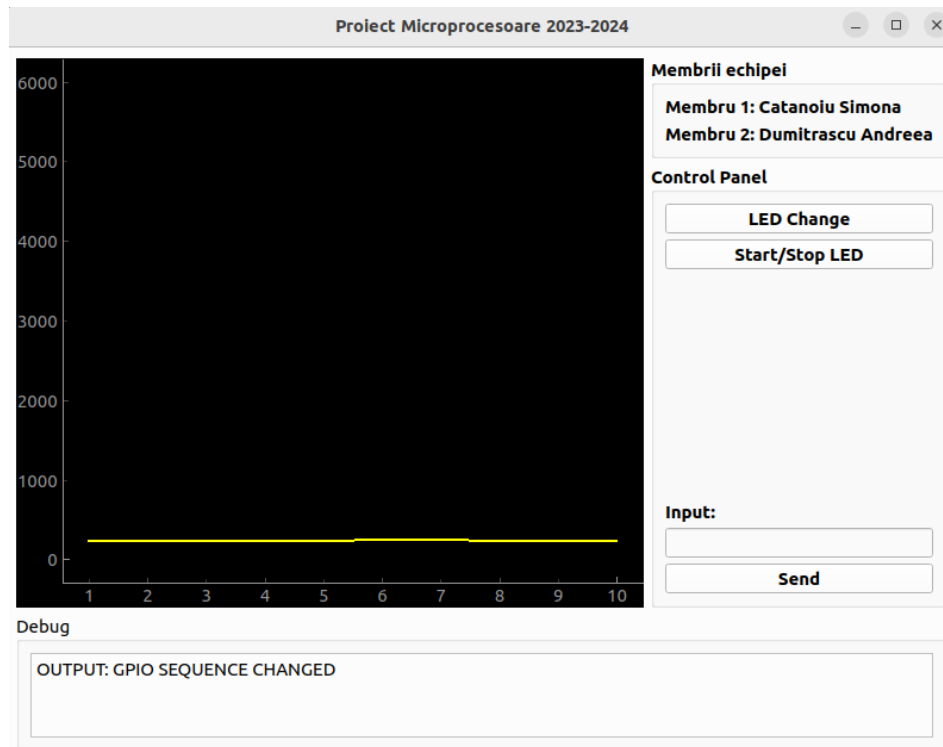 Proiect Microprocesoare 2023-2024
6000
5000
4000
3000
2000
1000
0
1 2 3 4 5 6 7 8 9 10
Membrii echipei
Membru 1: Catanoiu Simona
Membru 2: Dumitrascu Andreea
Control Panel
LED Change
Start/Stop LED
Input:
Send
Debug
OUTPUT: GPIO SEQUENCE CHANGED